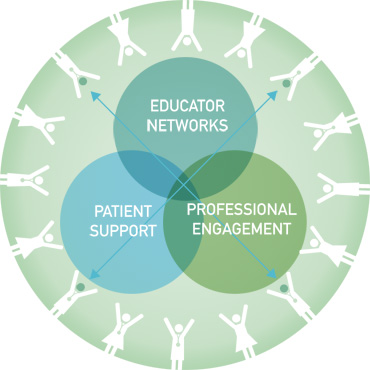 EDUCATOR
NETWORKS
PATIENT
SUPPORT
PROFESSIONAL
ENGAGEMENT